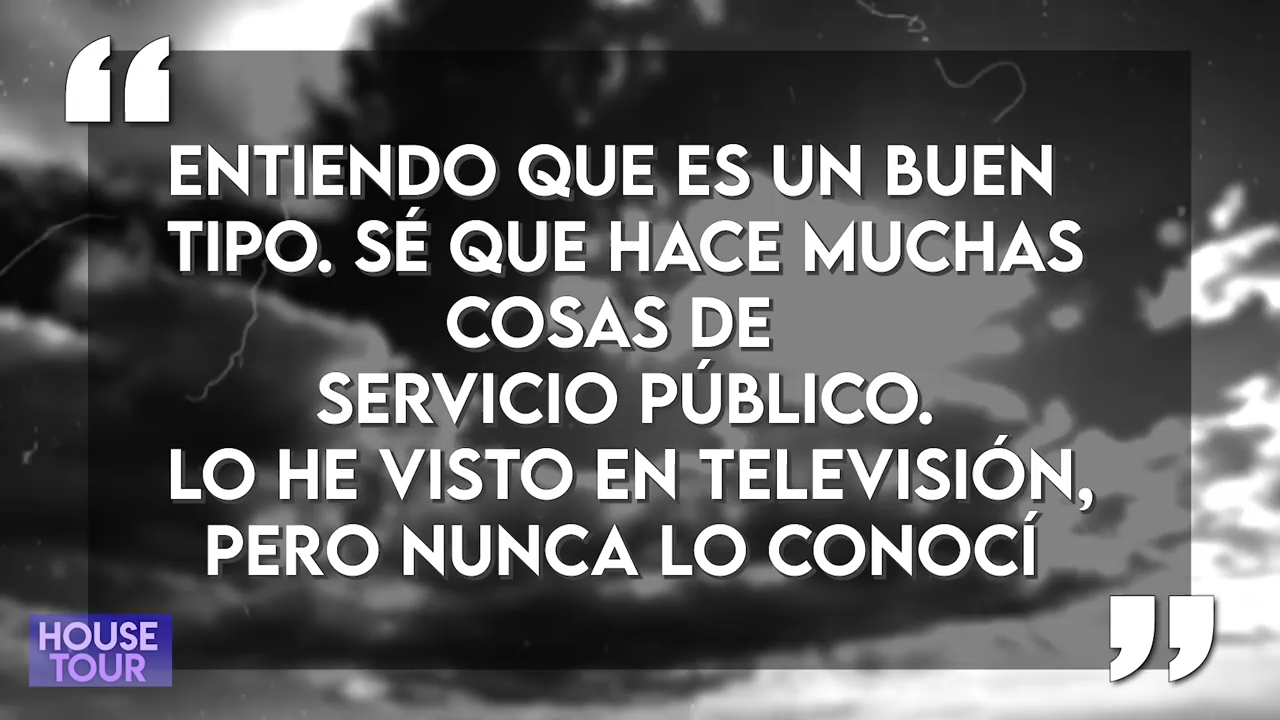 “
ENTIENDO QUE ES UN BUEN
TIPO. SÉ QUE HACE MUCHAS
COSAS DE
SERVICIO PÚBLICO.
LO HE VISTO EN TELEVISIÓN,
PERO NUNCA LO CONOCÍ
”
HOUSE
TOUR